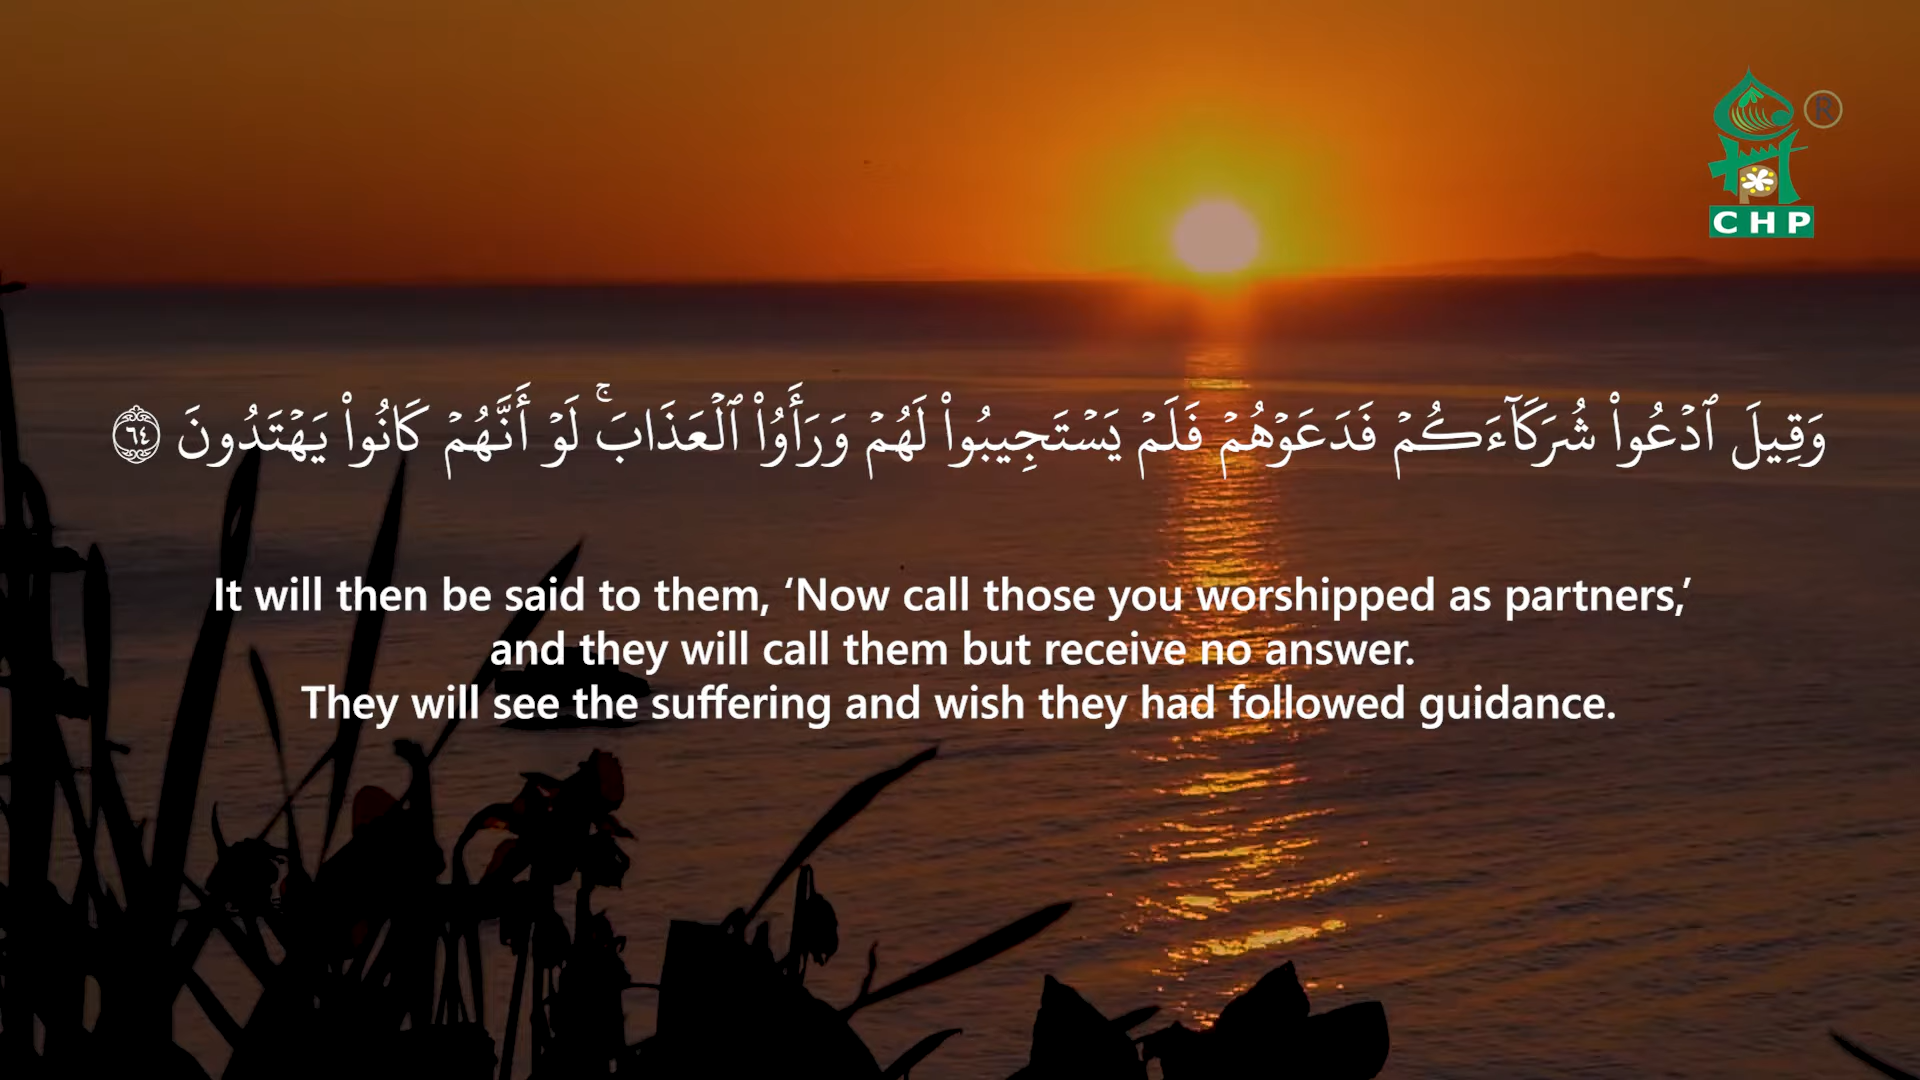 وَقِيلَ ٱدْعُوا۟ شُرَكَآءَكُمْ فَدَعَوْهُمْ فَلَمْ يَسْتَجِيبُوا۟ لَهُمْ وَرَأَوُا۟ ٱلْعَذَابَ ۚ لَوْ أَنَّهُمْ كَانُوا۟ يَهْتَدُونَ ٦٤
It will then be said to them, ‘Now call those you worshipped as partners,’
and they will call them but receive no answer.
They will see the suffering and wish they had followed guidance.
®
CHP